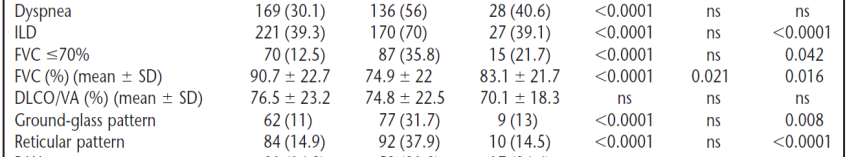 Dyspnea 169 (30.1) 136 (56) 28 (40.6) <0.0001 ns ns
ILD 221 (39.3) 170 (70) 27 (39.1) <0.0001 ns <0.0001
FVC ≤70% 70 (12.5) 87 (35.8) 15 (21.7) <0.0001 ns 0.042
FVC (%) (mean ± SD) 90.7 ± 22.7 74.9 ± 22 83.1 ± 21.7 <0.0001 0.021 0.016
DLCO/VA (%) (mean ± SD) 76.5 ± 23.2 74.8 ± 22.5 70.1 ± 18.3 ns ns ns
Ground-glass pattern 62 (11) 77 (31.7) 9 (13) <0.0001 ns 0.008
Reticular pattern 84 (14.9) 92 (37.9) 10 (14.5) <0.0001 ns <0.0001